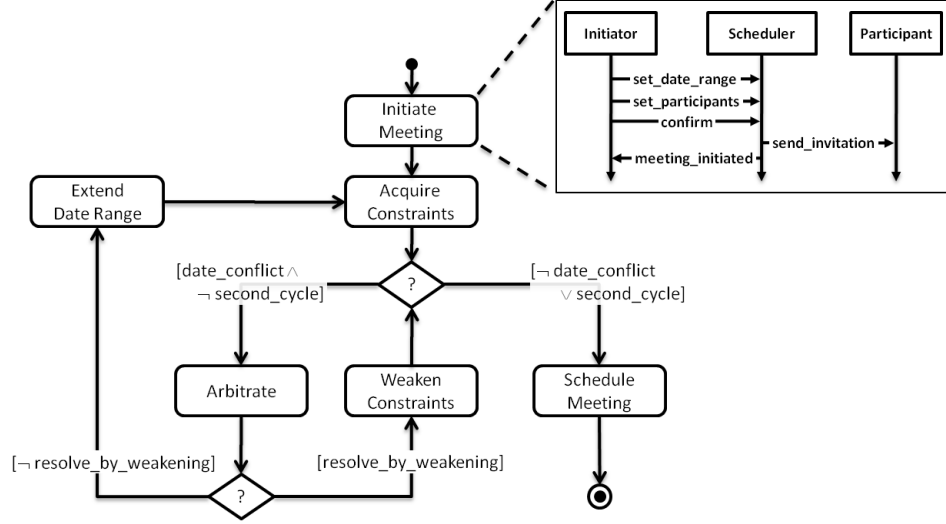 Initiator
Scheduler
Participant
set_date_range
set_participants
confirm
send_invitation
meeting_initiated
Initiate
Meeting
Extend
Date Range
Acquire
Constraints
[date_conflict ∧
¬ second_cycle]
?
[¬ date_conflict
∨ second_cycle]
Arbitrate
Weaken
Constraints
Schedule
Meeting
[¬ resolve_by_weakening]
[resolve_by_weakening]
?